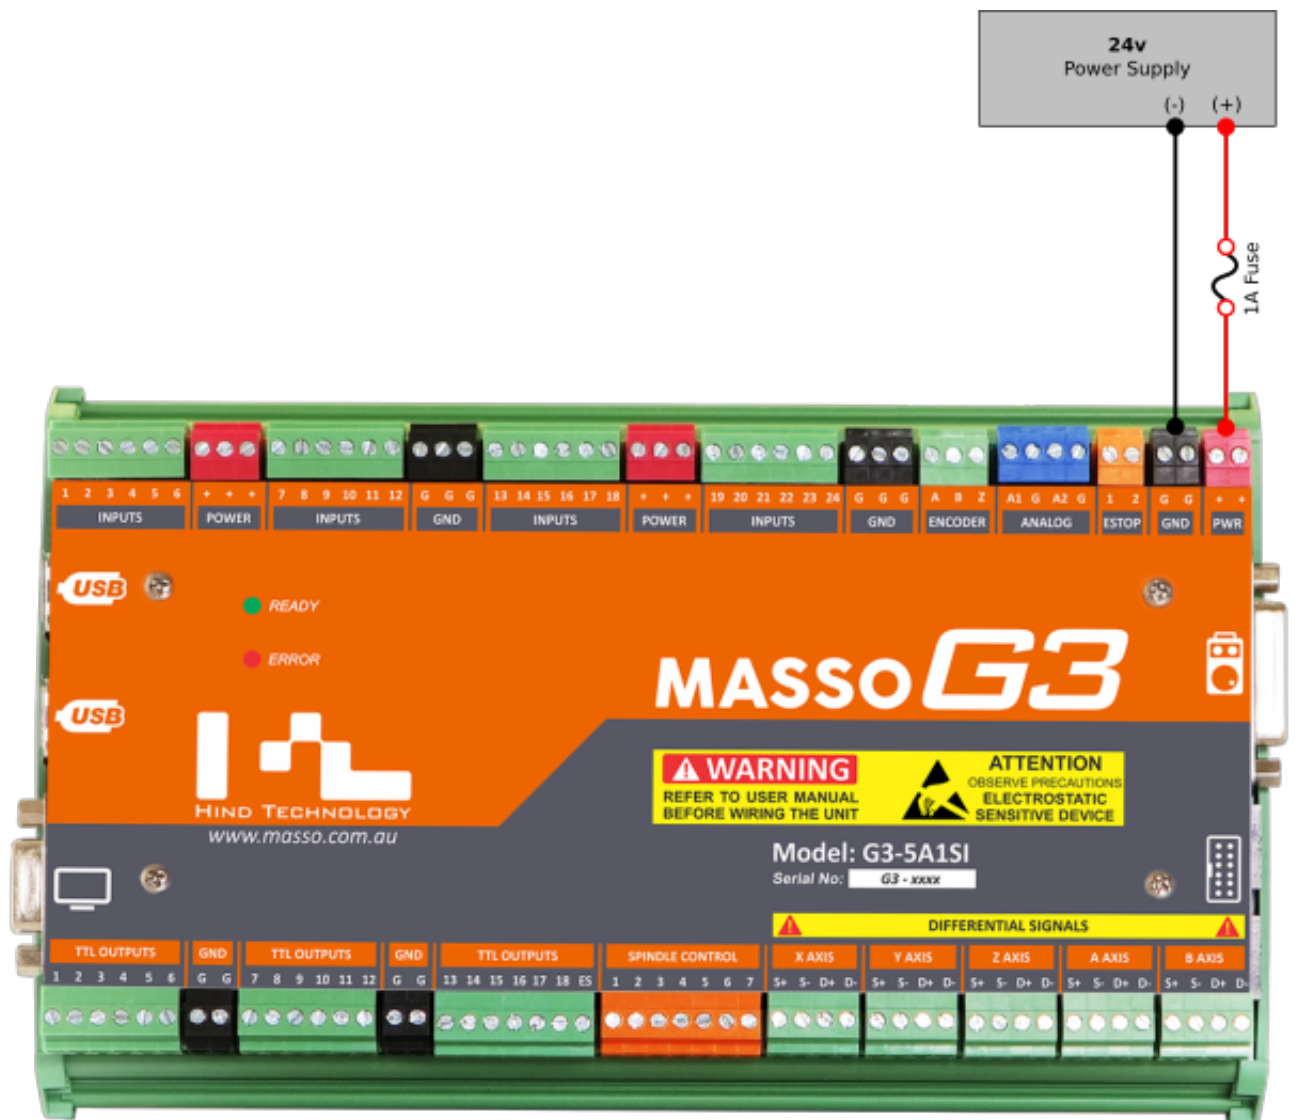 24v
Power Supply
(-) (+)
1A Fuse
1 2 3 4 5 6 + + + 7 8 9 10 11 12 G G G 13 14 15 16 17 18 + + + 19 20 21 22 23 24 G G G A B Z A1 G A2 G 1 2 G G + +
INPUTS POWER INPUTS GND INPUTS POWER INPUTS GND ENCODER ANALOG ESTOP GND PWR
USB
READY
ERROR
USB
MASSO G3
HIND TECHNOLOGY
www.masso.com.au
WARNING
REFER TO USER MANUAL
BEFORE WIRING THE UNIT
ATTENTION
OBSERVE PRECAUTIONS
ELECTROSTATIC
SENSITIVE DEVICE
Model: G3-5A1SI
Serial No: G3 - xxxx
DIFFERENTIAL SIGNALS
TTL OUTPUTS GND TTL OUTPUTS GND TTL OUTPUTS SPINDLE CONTROL X AXIS Y AXIS Z AXIS A AXIS B AXIS
1 2 3 4 5 6 G G 7 8 9 10 11 12 G G 13 14 15 16 17 18 ES 1 2 3 4 5 6 7 S+ S- D+ D- S+ S- D+ D- S+ S- D+ D- S+ S- D+ D- S+ S- D+ D-